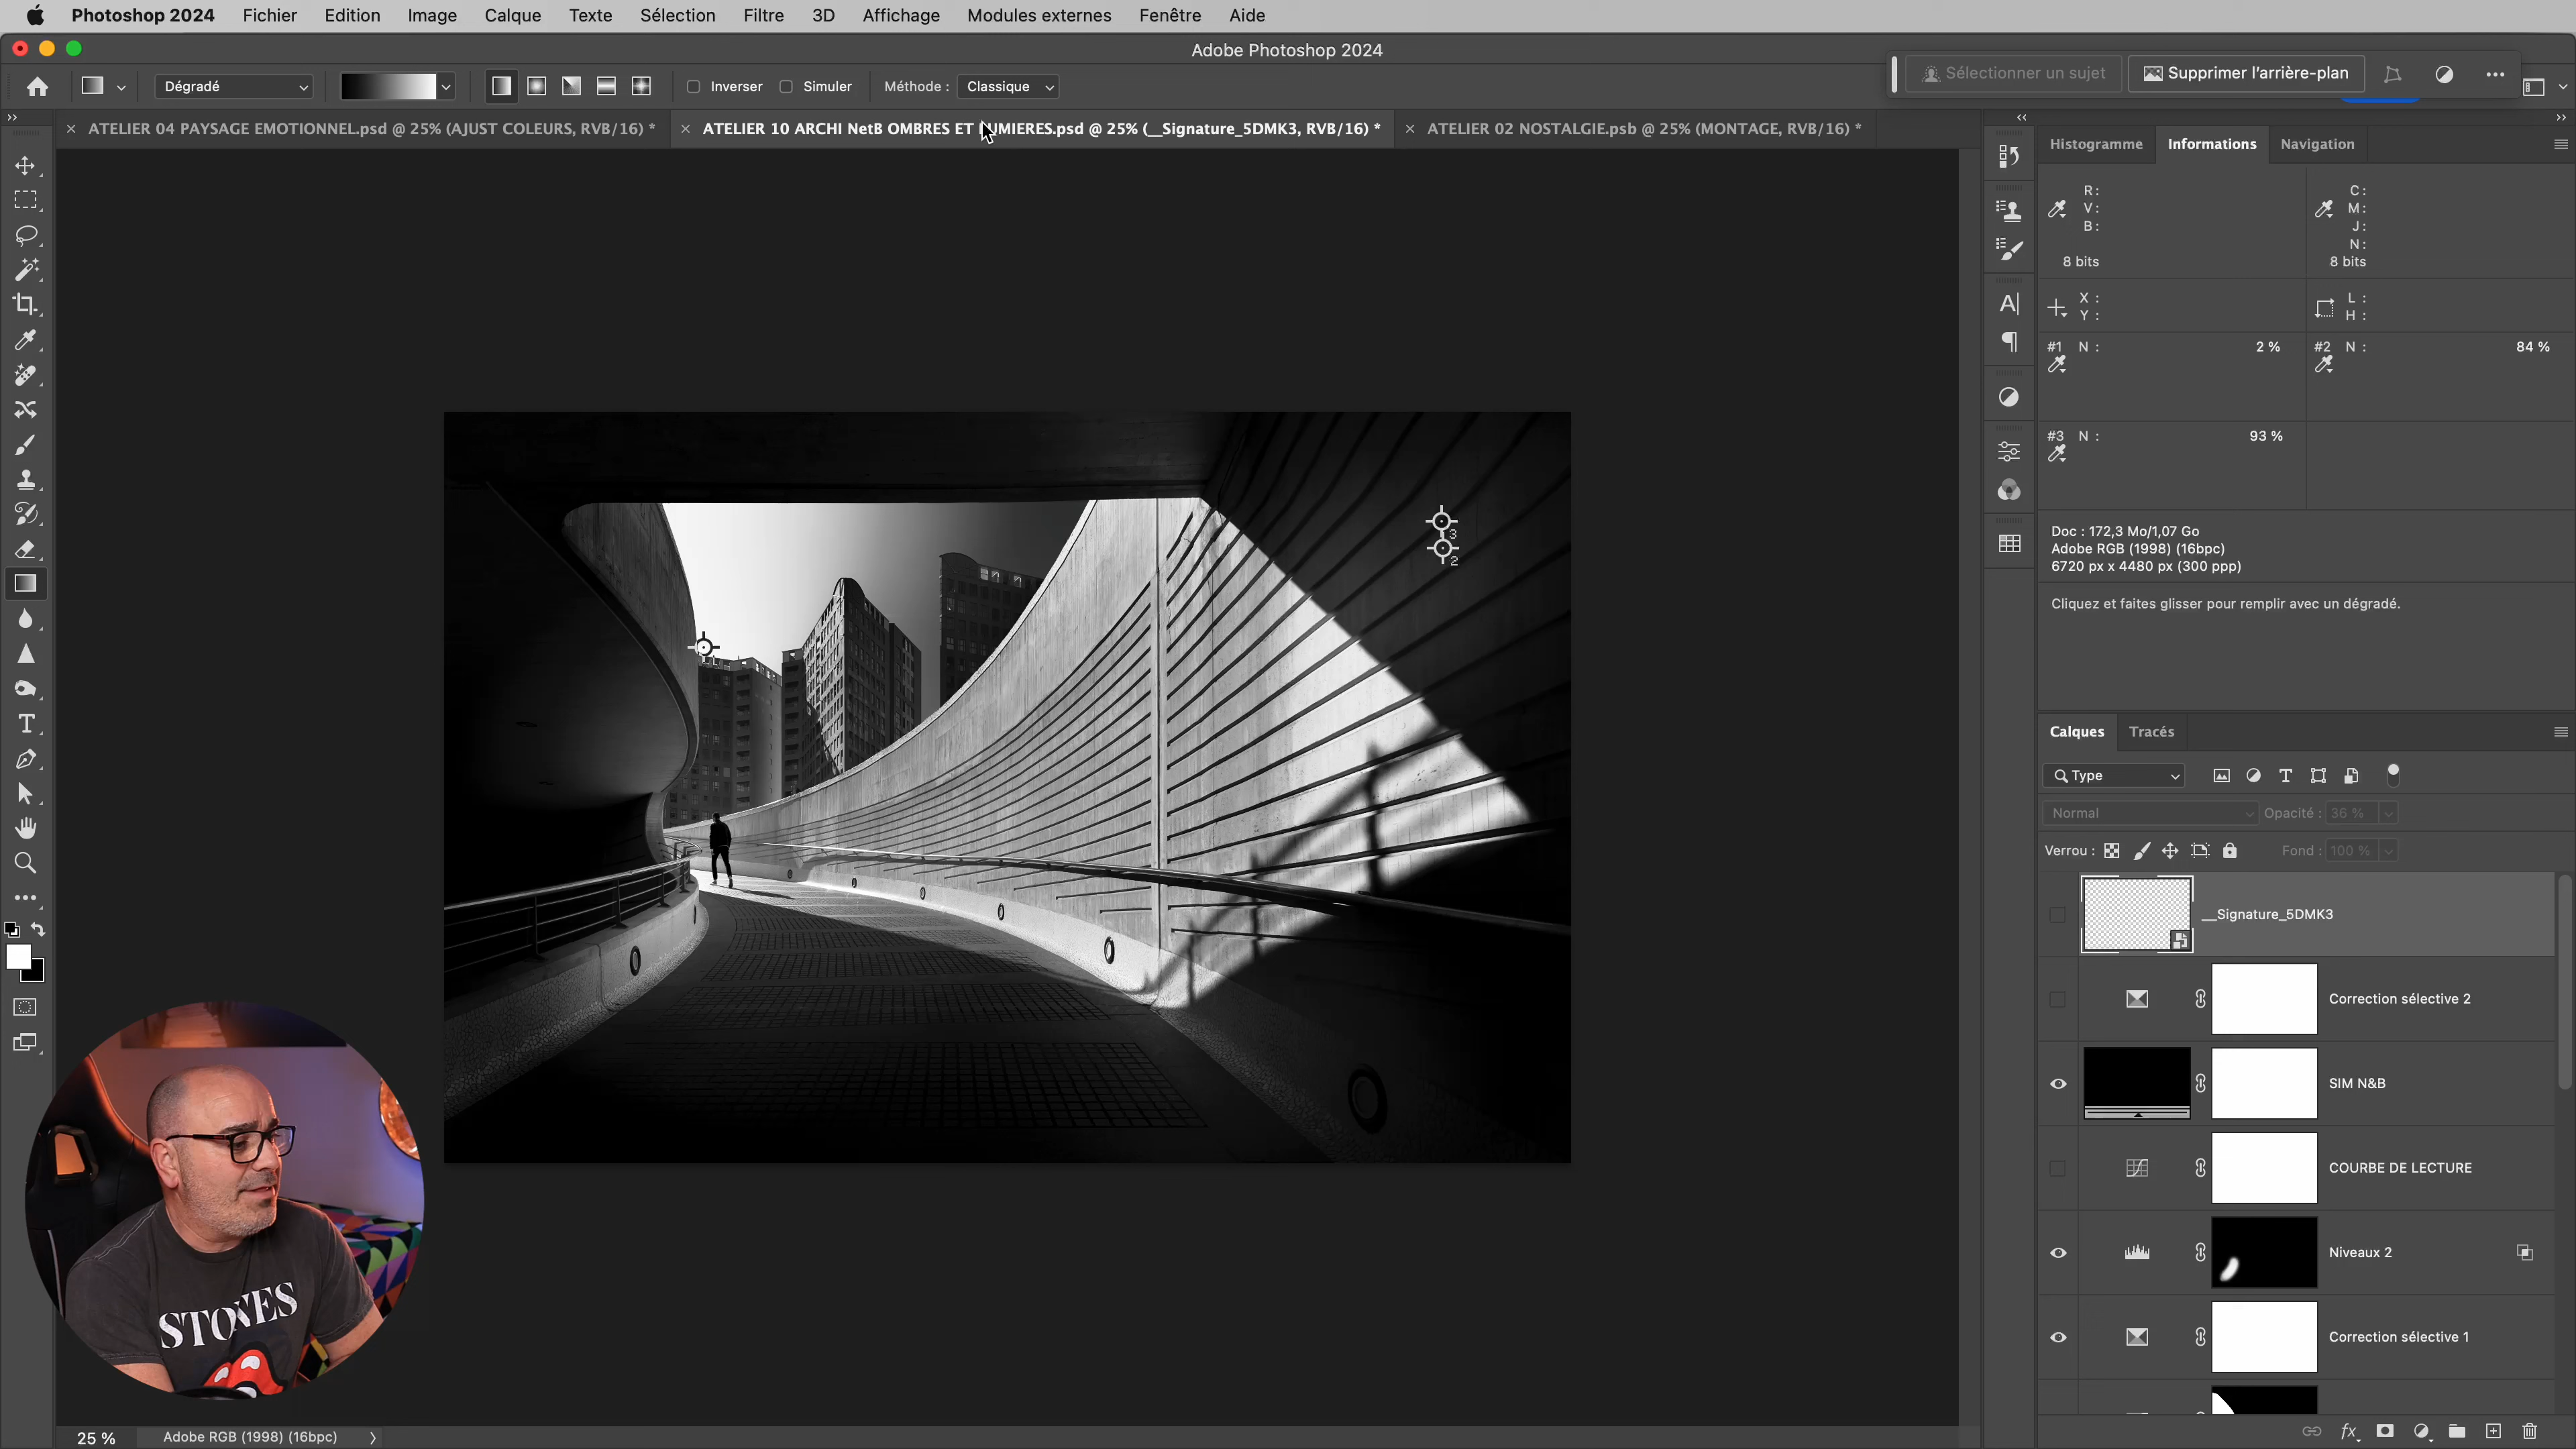 Photoshop 2024 Fichier Edition Image Calque Texte Sélection Filtre 3D Affichage Modules externes Fenêtre Aide
Adobe Photoshop 2024
Dégradé Inverser Simuler Méthode : Classique
Sélectionner un sujet Supprimer l'arrière-plan
ATELIER 04 PAYSAGE EMOTIONNEL.psd @ 25% (AJUST COLEURS, RVB/16) *
ATELIER 10 ARCHI NetB OMBRES ET LUMIERES.psd @ 25% (__Signature_5DMK3, RVB/16) *
ATELIER 02 NOSTALGIE.psb @ 25% (MONTAGE, RVB/16) *
Histogramme Informations Navigation
R :
V :
B :
8 bits
C :
M :
J :
N :
8 bits
X :
Y :
L :
H :
#1 N : 2 %
#2 N : 84 %
#3 N : 93 %
Doc : 172,3 Mo/1,07 Go
Adobe RGB (1998) (16bpc)
6720 px x 4480 px (300 ppp)
Cliquez et faites glisser pour remplir avec un dégradé.
3
2
Calques Tracés
Type
Normal Opacité : 36 %
Verrou : Fond : 100 %
__Signature_5DMK3
Correction sélective 2
SIM N&B
COURBE DE LECTURE
Niveaux 2
Correction sélective 1
fx
STONES
25 % Adobe RGB (1998) (16bpc)